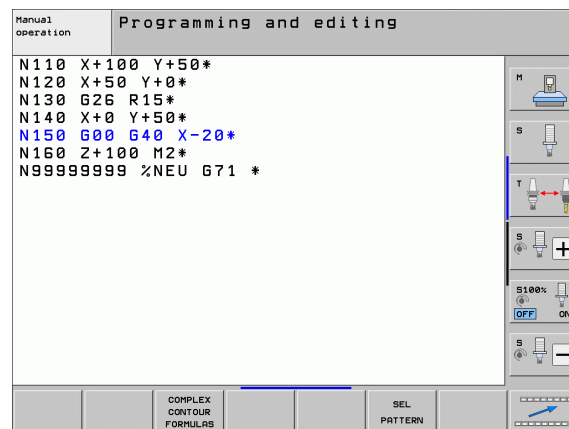 Manual
operation
Programming and editing
N110 X+100 Y+50*
N120 X+50 Y+0*
N130 G26 R15*
N140 X+0 Y+50*
N150 G00 G40 X-20*
N160 Z+100 M2*
N99999999 %NEU G71 *
M
S
T
S
+
S100%
OFF
ON
S
-
COMPLEX
CONTOUR
FORMULAS
SEL
PATTERN